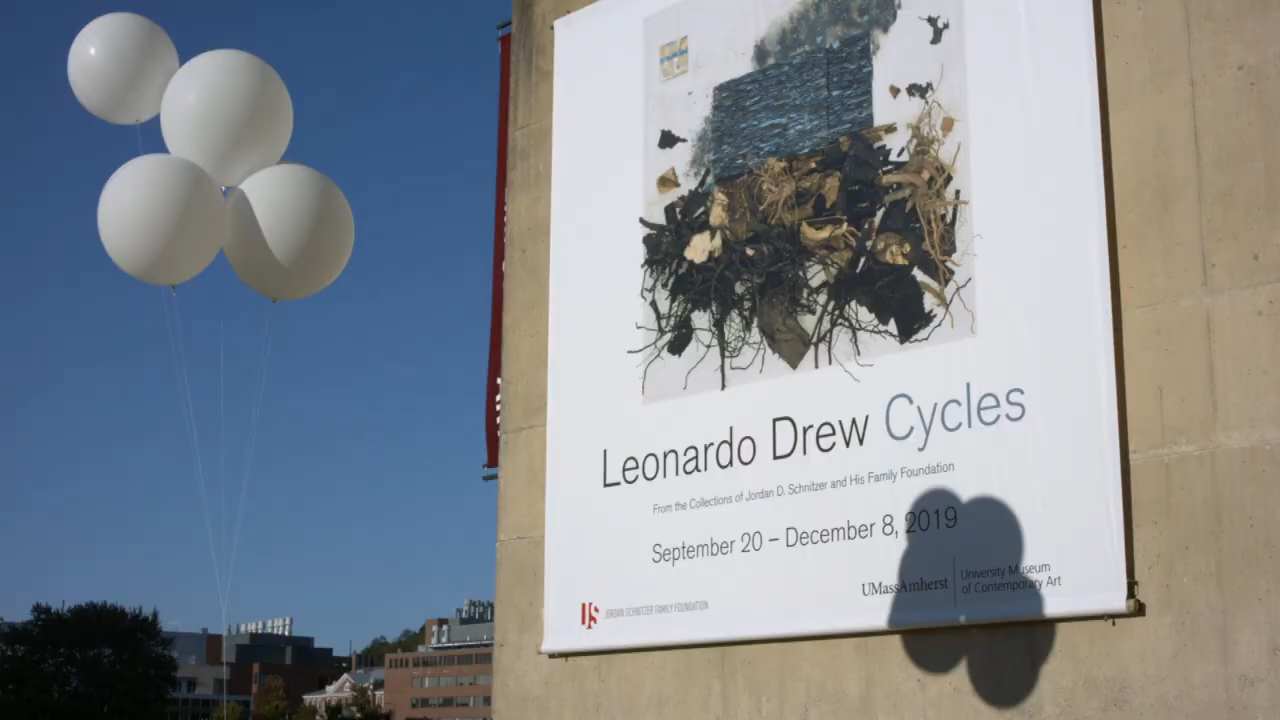 Leonardo Drew Cycles
From the Collections of Jordan D. Schnitzer and His Family Foundation
September 20 – December 8, 2019
UMassAmherst
University Museum
of Contemporary Art
JORDAN SCHNITZER FAMILY FOUNDATION